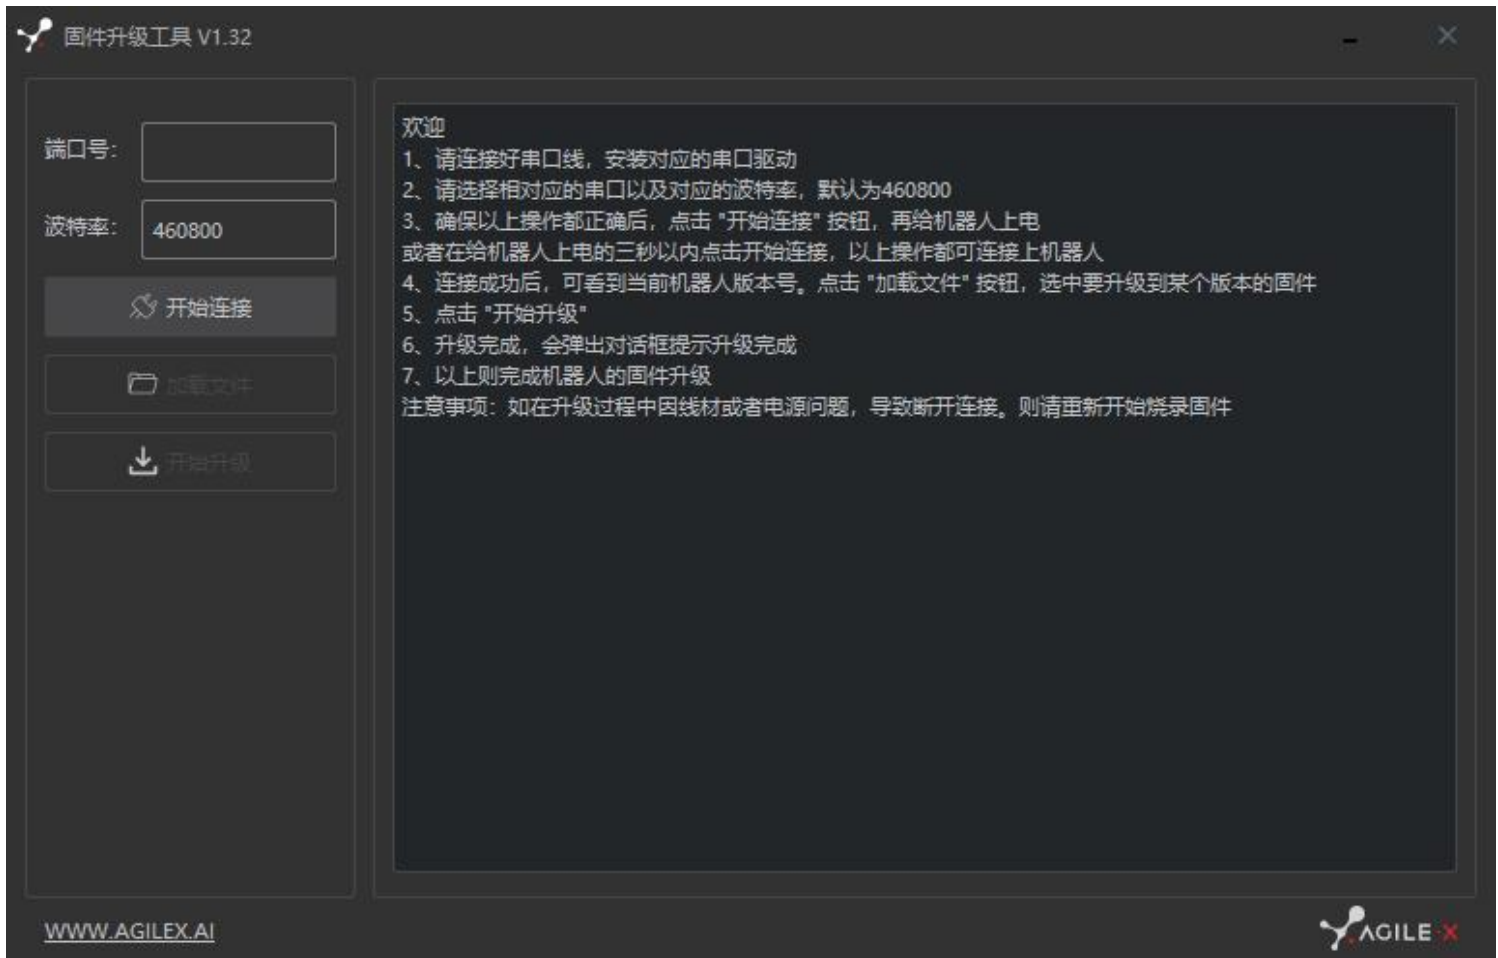 固件升级工具 V1.32
端口号:
波特率:
460800
开始连接
加载文件
开始升级
欢迎
1、请连接好串口线，安装对应的串口驱动
2、请选择相对应的串口以及对应的波特率，默认为460800
3、确保以上操作都正确后，点击 "开始连接" 按钮，再给机器人上电
或者在给机器人上电的三秒以内点击开始连接，以上操作都可连接上机器人
4、连接成功后，可看到当前机器人版本号。点击 "加载文件" 按钮，选中要升级到某个版本的固件
5、点击 "开始升级"
6、升级完成，会弹出对话框提示升级完成
7、以上则完成机器人的固件升级
注意事项：如在升级过程中因线材或者电源问题，导致断开连接。则请重新开始烧录固件
WWW.AGILEX.AI
AGILE X